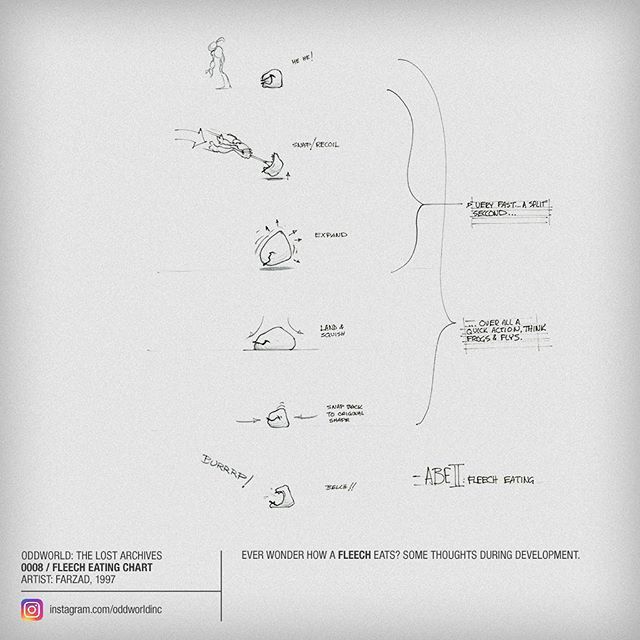 HE HE!
SNAP/RECOIL
EXPAND
VERY FAST... A SPLIT
SECOND...
LAND &
SQUISH
... OVER ALL A
QUICK ACTION, THINK
FROGS & FLYS.
SNAP BACK
TO ORIGINAL
SHAPE
BURRRP!
BELCH!!
-ABE II: FLEECH EATING
ODDWORLD: THE LOST ARCHIVES
0008 / FLEECH EATING CHART
ARTIST: FARZAD, 1997
EVER WONDER HOW A FLEECH EATS? SOME THOUGHTS DURING DEVELOPMENT.
instagram.com/oddworldinc